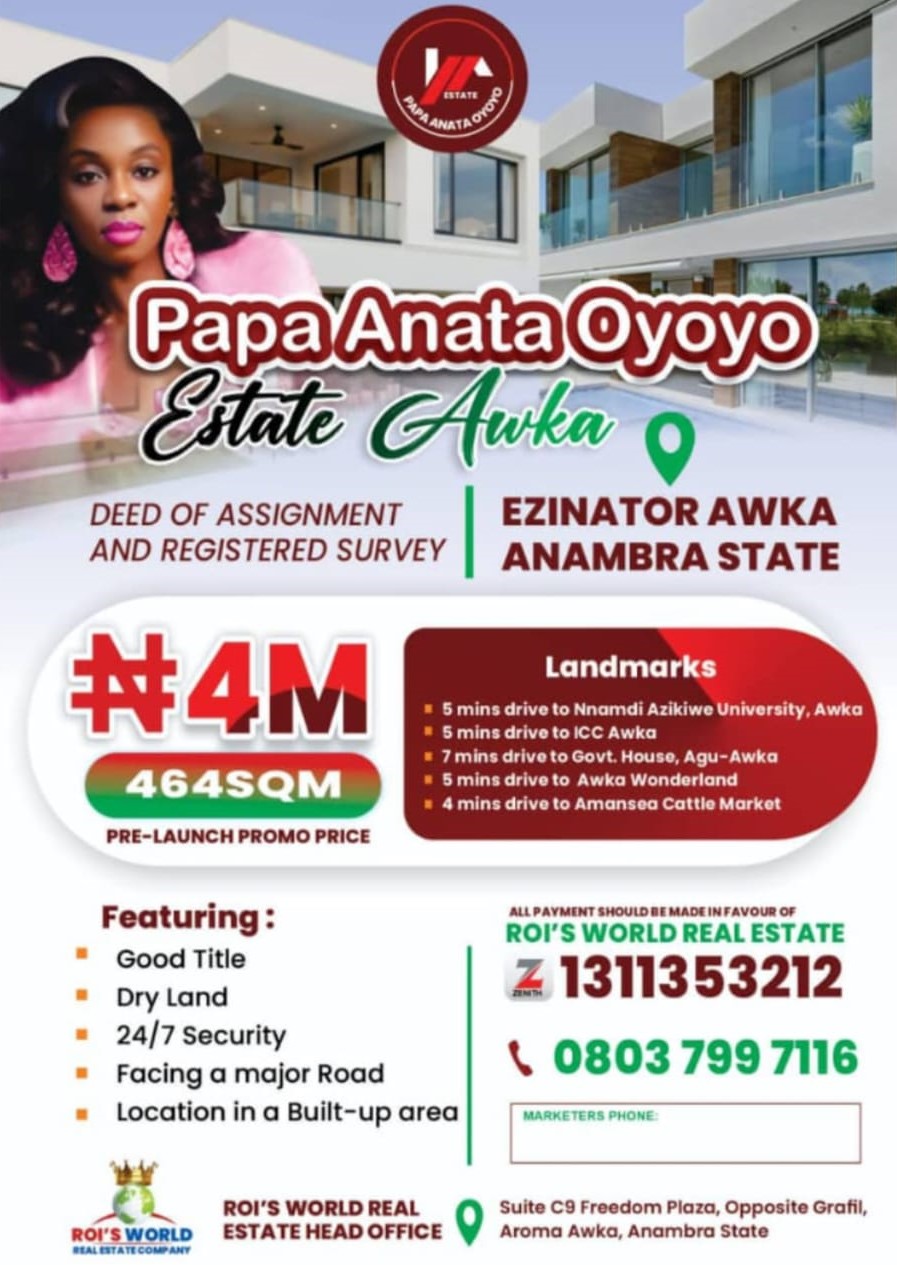 ESTATE
PAPA ANATA OYOYO
Papa Anata Oyoyo
Estate Awka
DEED OF ASSIGNMENT
AND REGISTERED SURVEY
EZINATOR AWKA
ANAMBRA STATE
₦4M
464SQM
PRE-LAUNCH PROMO PRICE
Landmarks
5 mins drive to Nnamdi Azikiwe University, Awka
5 mins drive to ICC Awka
7 mins drive to Govt. House, Agu-Awka
5 mins drive to Awka Wonderland
4 mins drive to Amansea Cattle Market
Featuring :
Good Title
Dry Land
24/7 Security
Facing a major Road
Location in a Built-up area
ALL PAYMENT SHOULD BE MADE IN FAVOUR OF
ROI'S WORLD REAL ESTATE
ZENITH
1311353212
0803 799 7116
MARKETERS PHONE:
ROI'S WORLD
REAL ESTATE COMPANY
ROI'S WORLD REAL
ESTATE HEAD OFFICE
Suite C9 Freedom Plaza, Opposite Grafil,
Aroma Awka, Anambra State